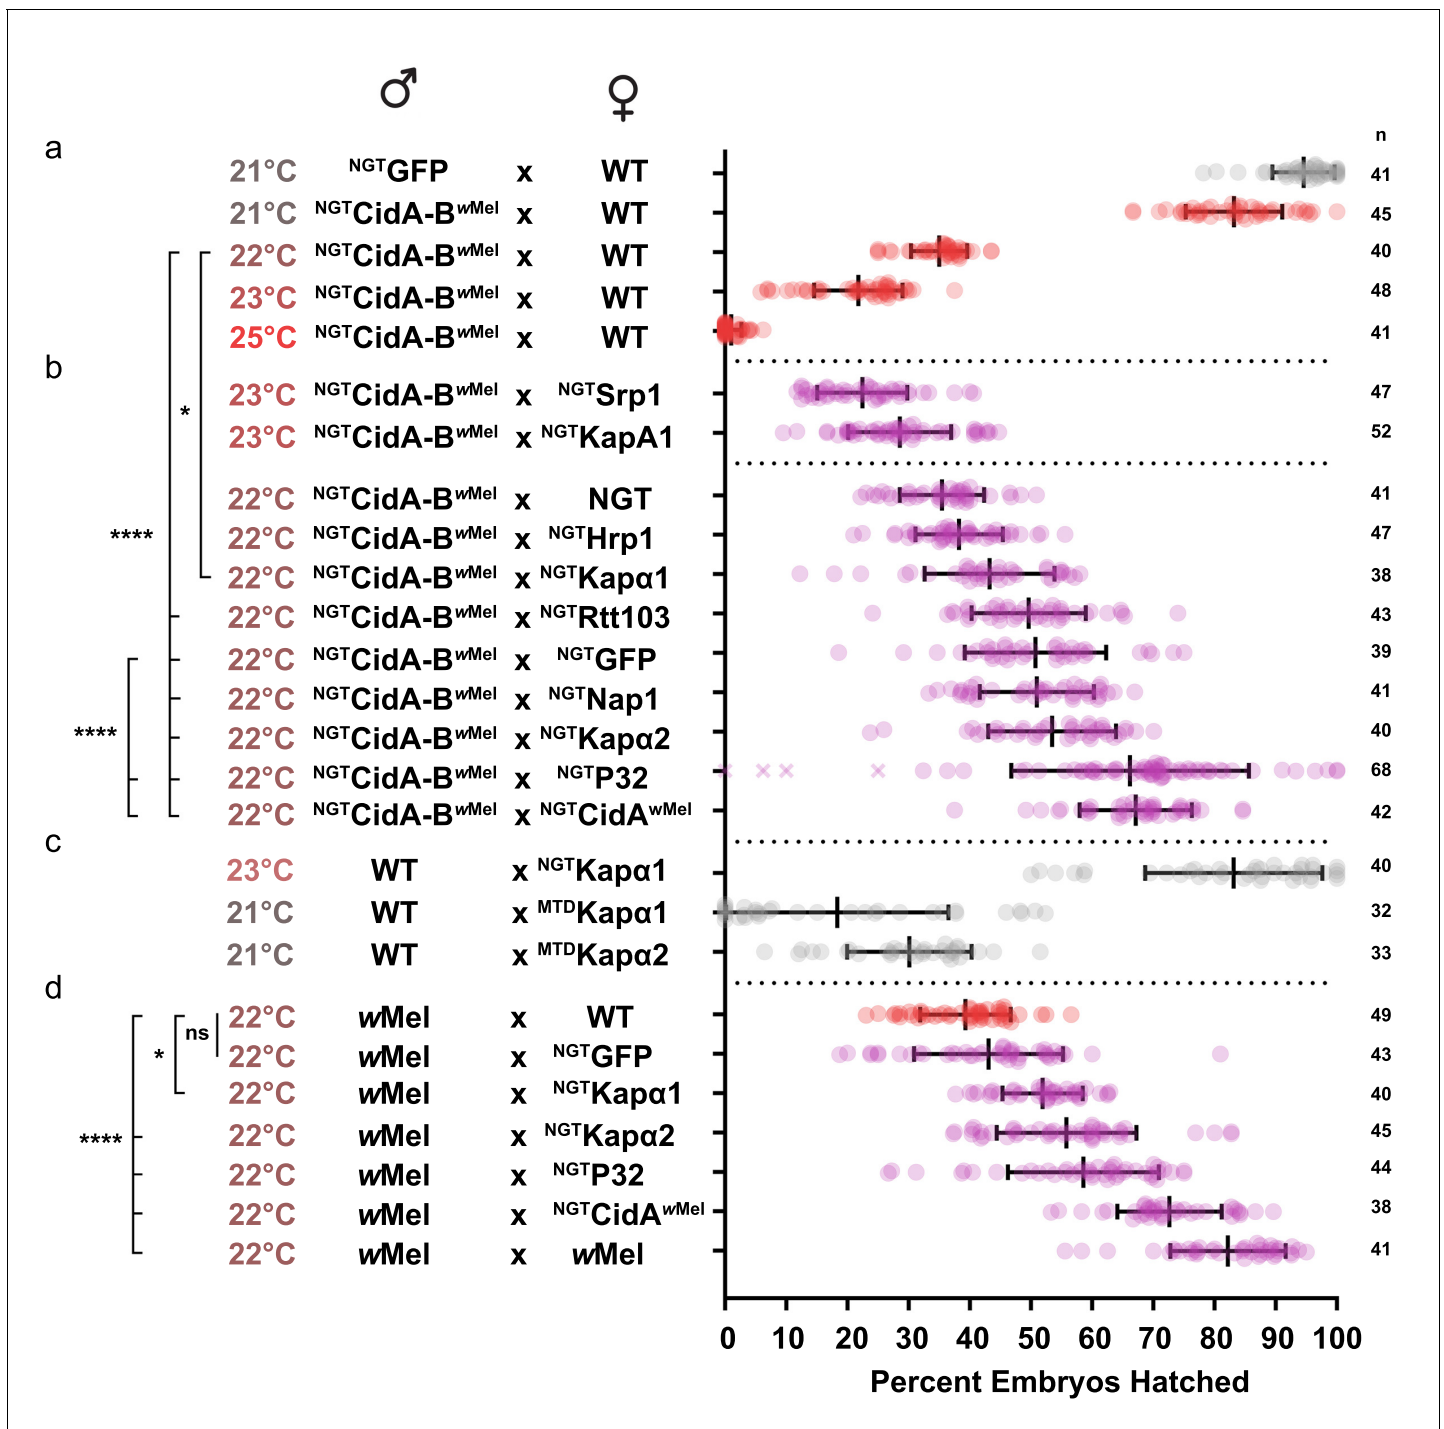 ♂ ♀
n
a
21°C NGTGFP x WT 41
21°C NGTCidA-BwMel x WT 45
22°C NGTCidA-BwMel x WT 40
23°C NGTCidA-BwMel x WT 48
25°C NGTCidA-BwMel x WT 41
b
23°C NGTCidA-BwMel x NGTSrp1 47
*
23°C NGTCidA-BwMel x NGTKapA1 52
22°C NGTCidA-BwMel x NGT 41
****
22°C NGTCidA-BwMel x NGTHrp1 47
22°C NGTCidA-BwMel x NGTKapα1 38
22°C NGTCidA-BwMel x NGTRtt103 43
22°C NGTCidA-BwMel x NGTGFP 39
22°C NGTCidA-BwMel x NGTNap1 41
****
22°C NGTCidA-BwMel x NGTKapα2 40
22°C NGTCidA-BwMel x NGTP32 68
22°C NGTCidA-BwMel x NGTCidAwMel 42
c
23°C WT x NGTKapα1 40
21°C WT x MTDKapα1 32
21°C WT x MTDKapα2 33
d
22°C wMel x WT 49
ns
*
22°C wMel x NGTGFP 43
22°C wMel x NGTKapα1 40
****
22°C wMel x NGTKapα2 45
22°C wMel x NGTP32 44
22°C wMel x NGTCidAwMel 38
22°C wMel x wMel 41
0 10 20 30 40 50 60 70 80 90 100
Percent Embryos Hatched